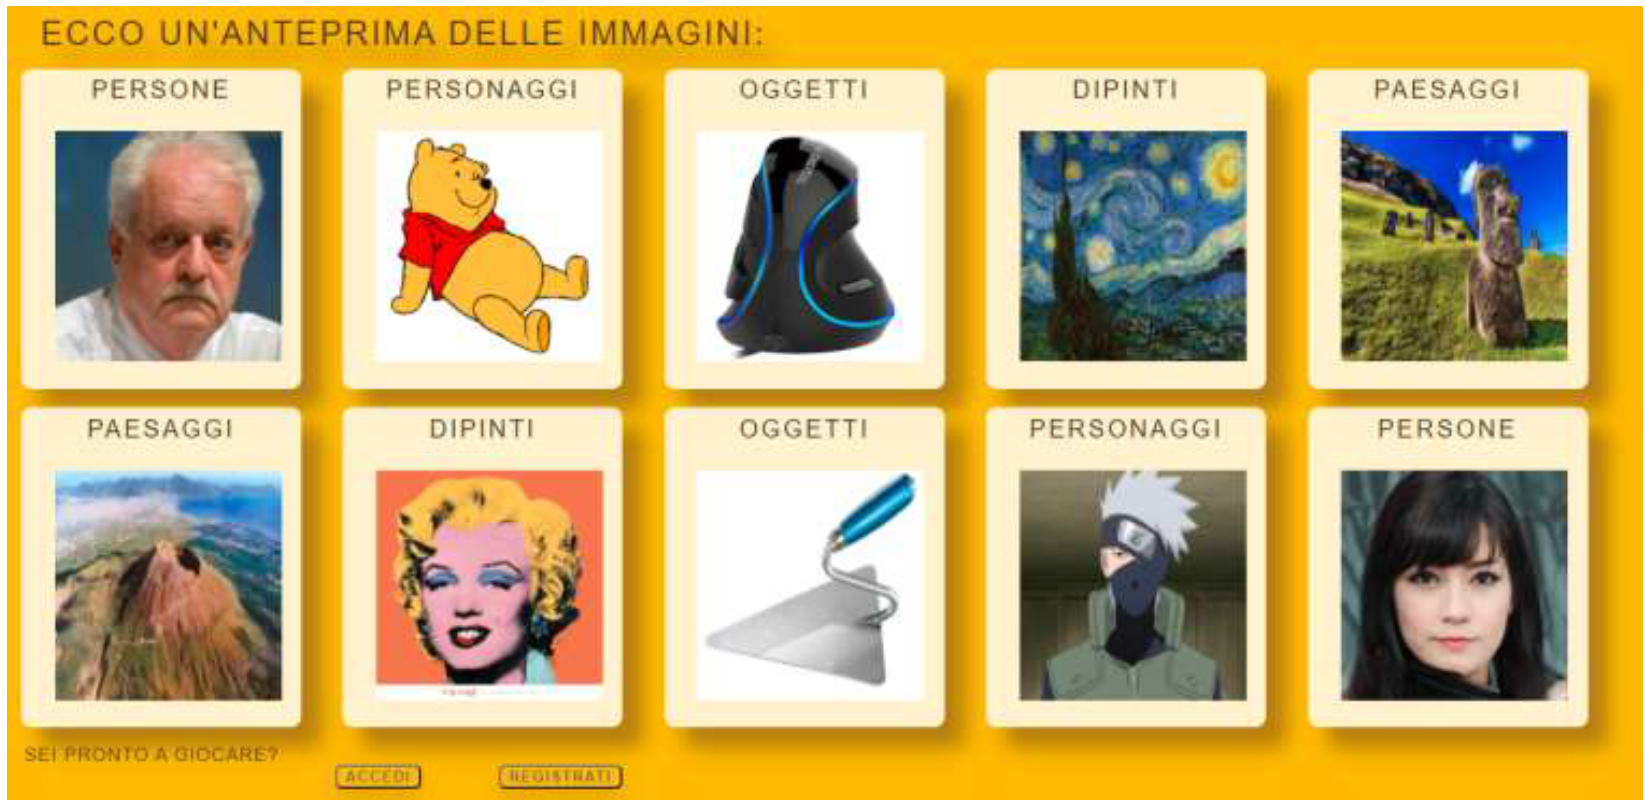 ECCO UN'ANTEPRIMA DELLE IMMAGINI:
PERSONE
PERSONAGGI
OGGETTI
DIPINTI
PAESAGGI
PAESAGGI
DIPINTI
OGGETTI
PERSONAGGI
PERSONE
SEI PRONTO A GIOCARE?
ACCEDI
REGISTRATI